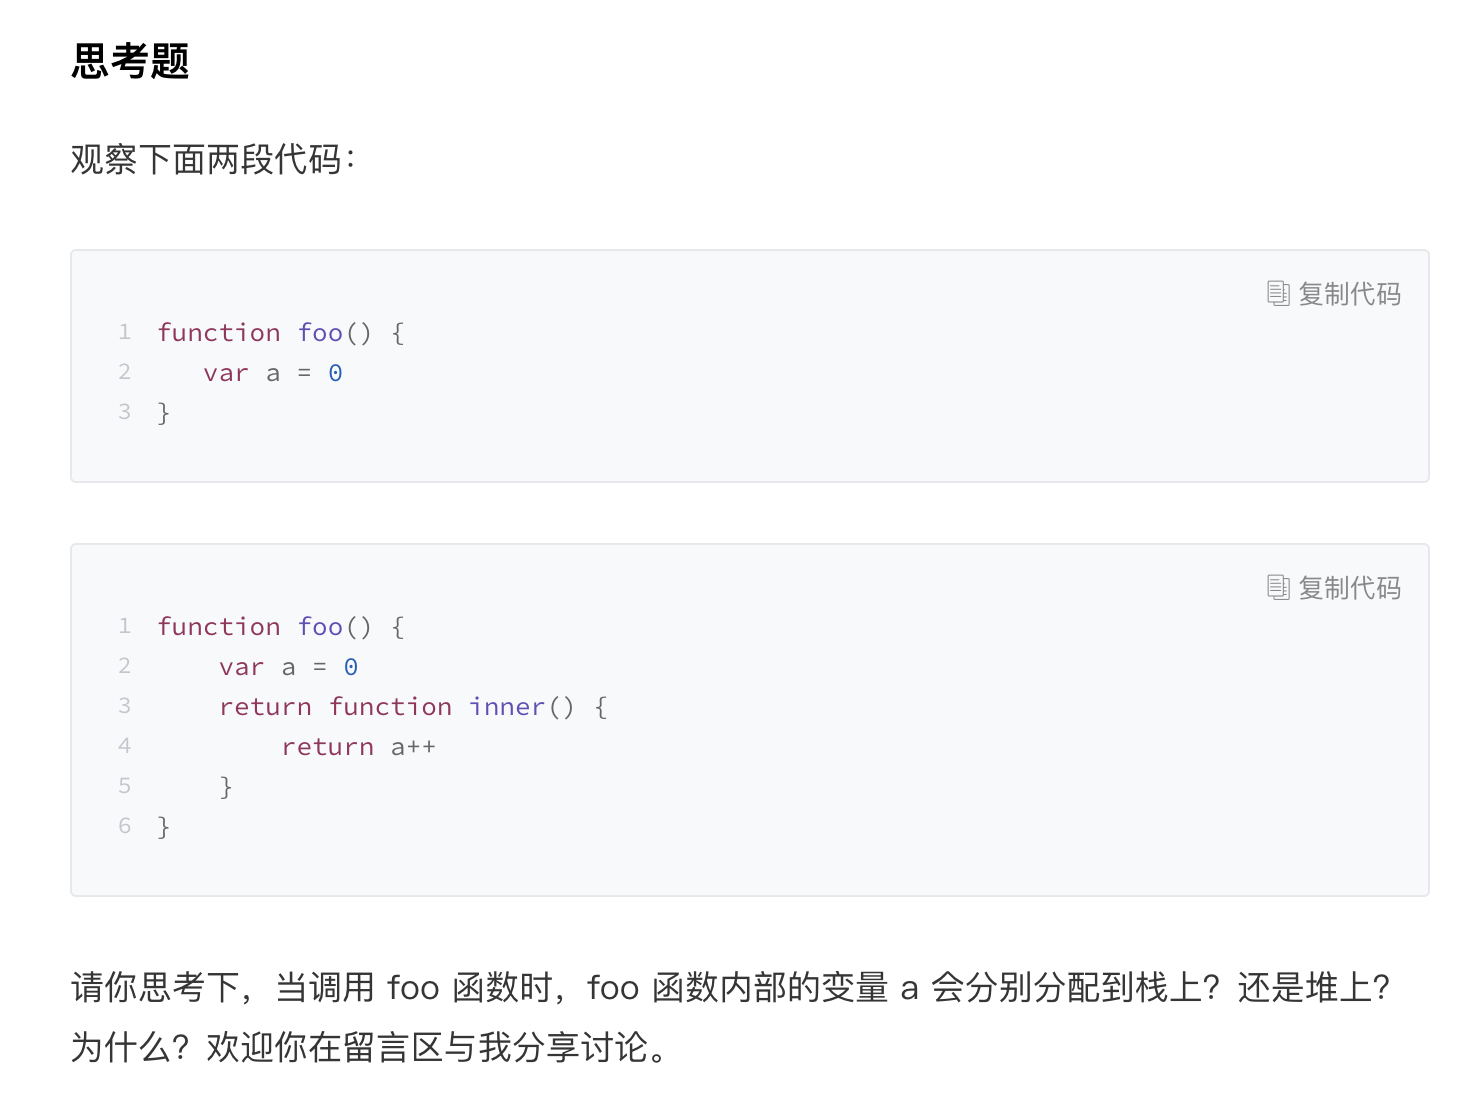 思考题
观察下面两段代码：
复制代码
1 function foo() {
2    var a = 0
3 }
复制代码
1 function foo() {
2     var a = 0
3     return function inner() {
4         return a++
5     }
6 }
请你思考下，当调用 foo 函数时，foo 函数内部的变量 a 会分别分配到栈上？还是堆上？
为什么？欢迎你在留言区与我分享讨论。